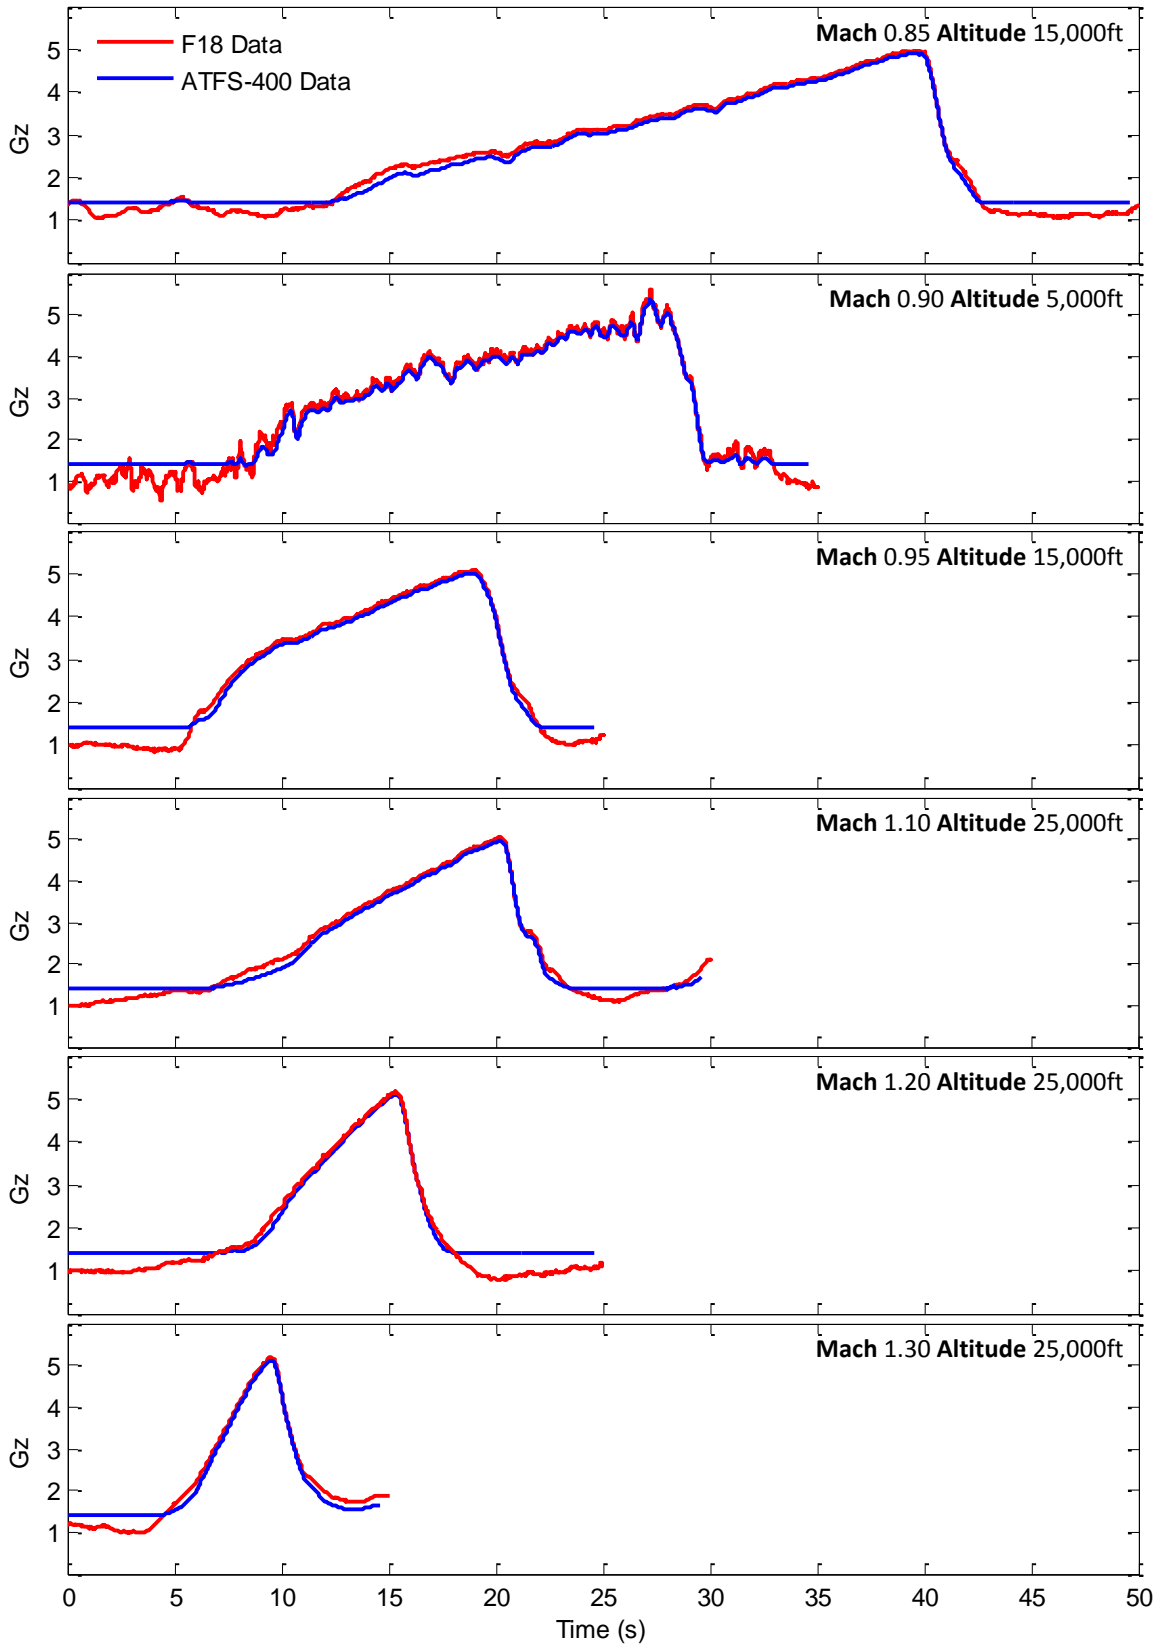 Mach 0.85 Altitude 15,000ft
F18 Data
ATFS-400 Data
5
4
3
2
1
Gz
Mach 0.90 Altitude 5,000ft
5
4
3
2
1
Gz
Mach 0.95 Altitude 15,000ft
5
4
3
2
1
Gz
Mach 1.10 Altitude 25,000ft
5
4
3
2
1
Gz
Mach 1.20 Altitude 25,000ft
5
4
3
2
1
Gz
Mach 1.30 Altitude 25,000ft
5
4
3
2
1
Gz
0 5 10 15 20 25 30 35 40 45 50
Time (s)